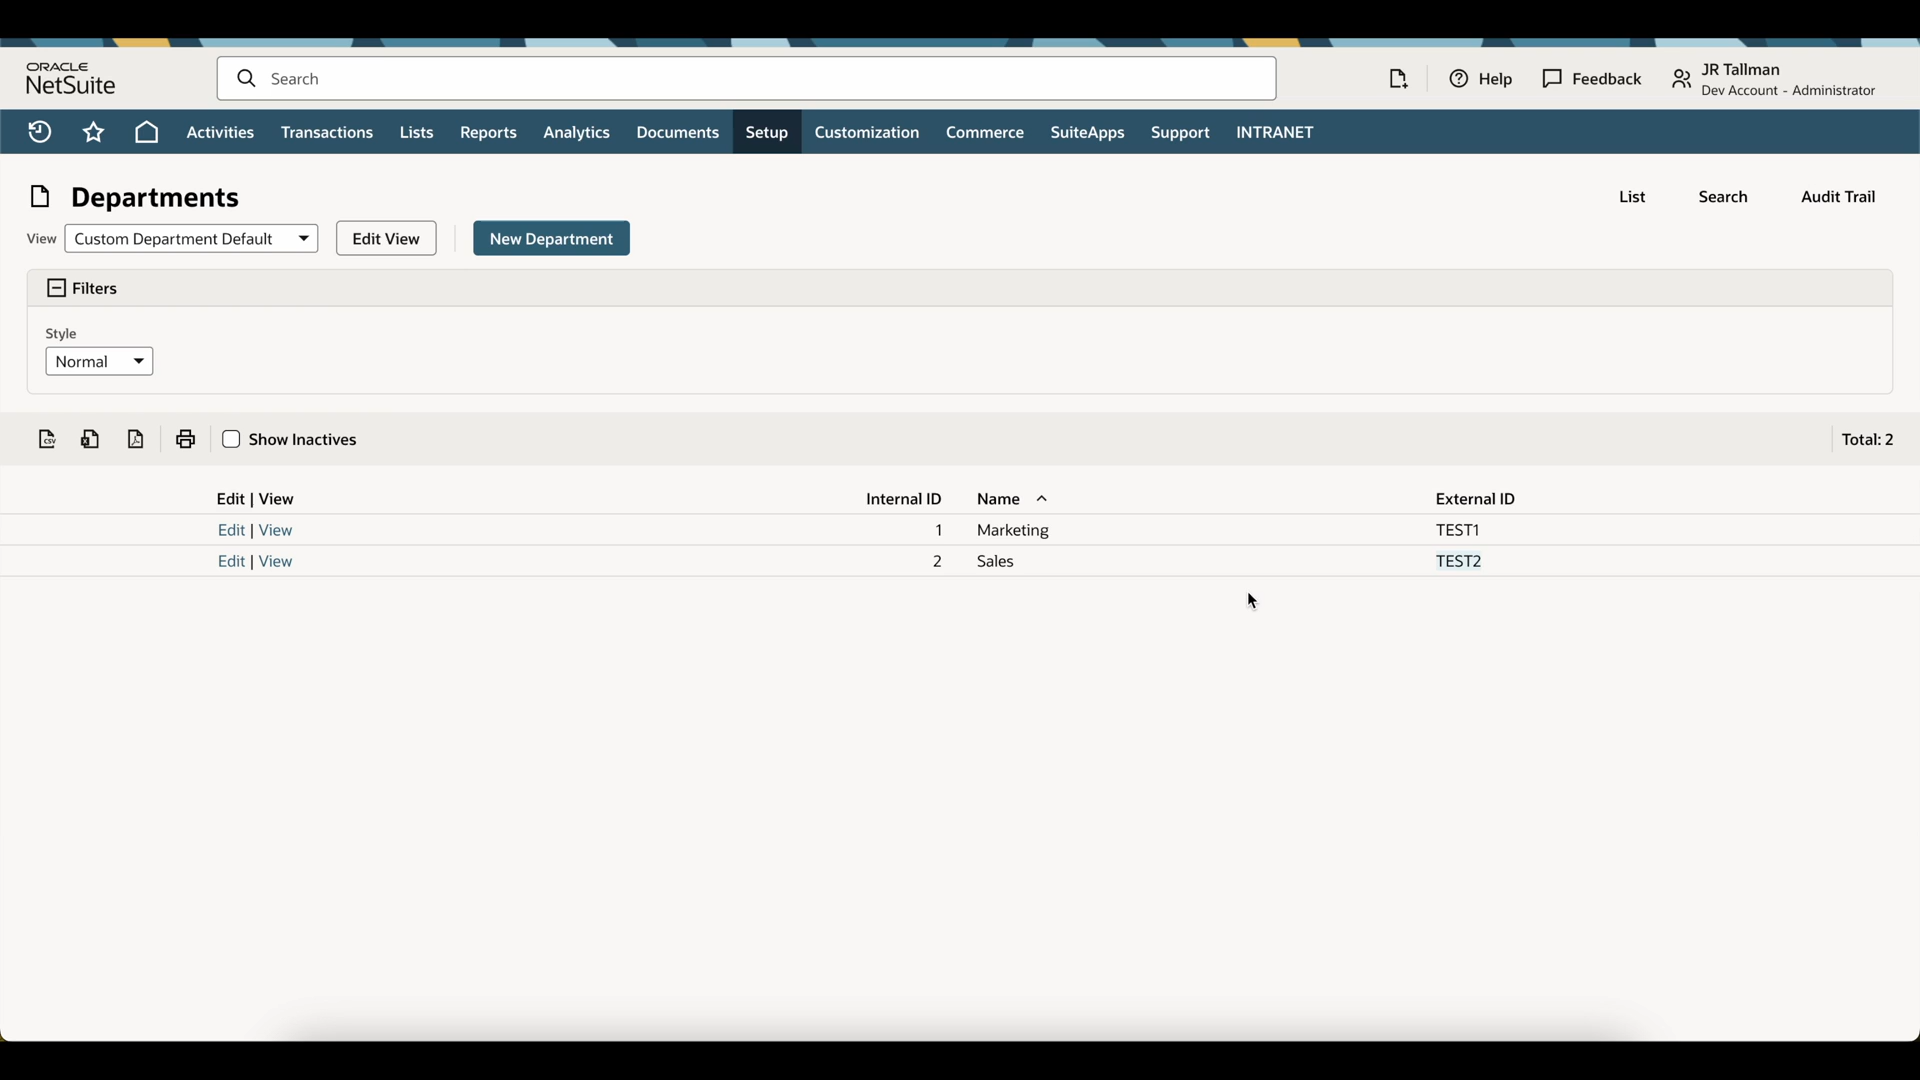 ORACLE
NetSuite
Search
Help
Feedback
JR Tallman
Dev Account - Administrator
Activities
Transactions
Lists
Reports
Analytics
Documents
Setup
Customization
Commerce
SuiteApps
Support
INTRANET
Departments
List
Search
Audit Trail
View
Custom Department Default
Edit View
New Department
Filters
Style
Normal
CSV
Show Inactives
Total: 2
Edit | View
Internal ID
Name
External ID
Edit | View
1
Marketing
TEST1
Edit | View
2
Sales
TEST2